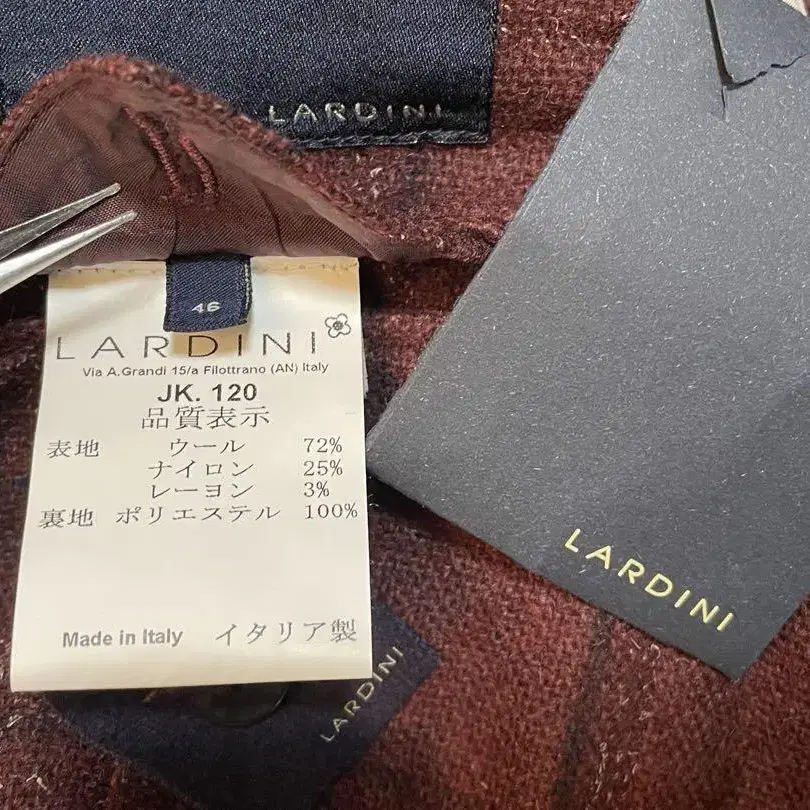 LARDINI
46
LARDINI
Via A.Grandi 15/a Filottrano (AN) Italy
JK. 120
品質表示
表地 ウール 72%
ナイロン 25%
レーヨン 3%
裏地 ポリエステル 100%
Made in Italy イタリア製
LARDINI
LARDINI